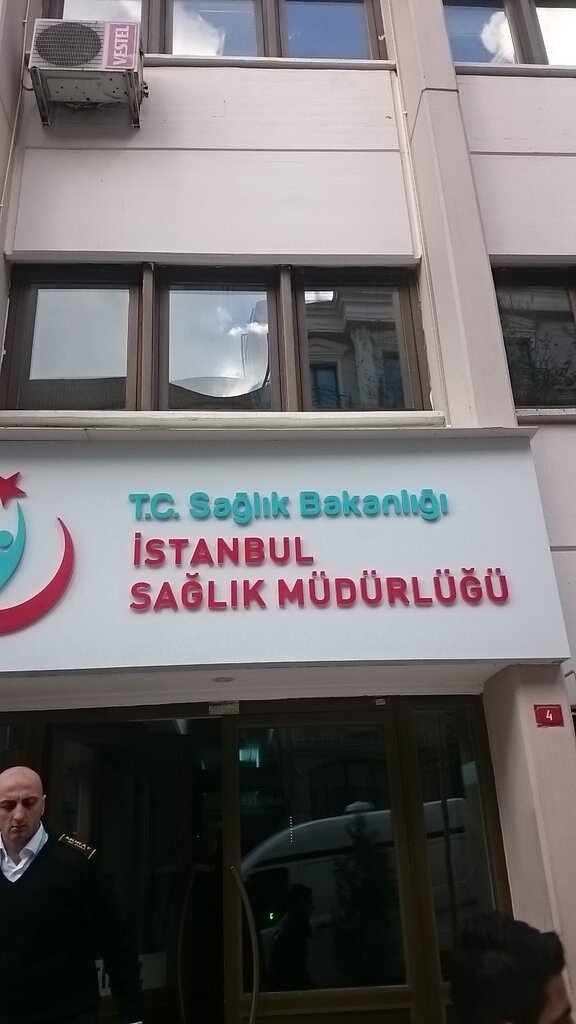 VESTEL
T.C. Sağlık Bakanlığı
İSTANBUL
SAĞLIK MÜDÜRLÜĞÜ
4